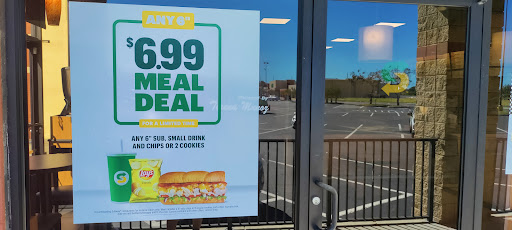 ANY 6"
$6.99
MEAL
DEAL
FOR A LIMITED TIME
ANY 6" SUB, SMALL DRINK
AND CHIPS OR 2 COOKIES
Lay's